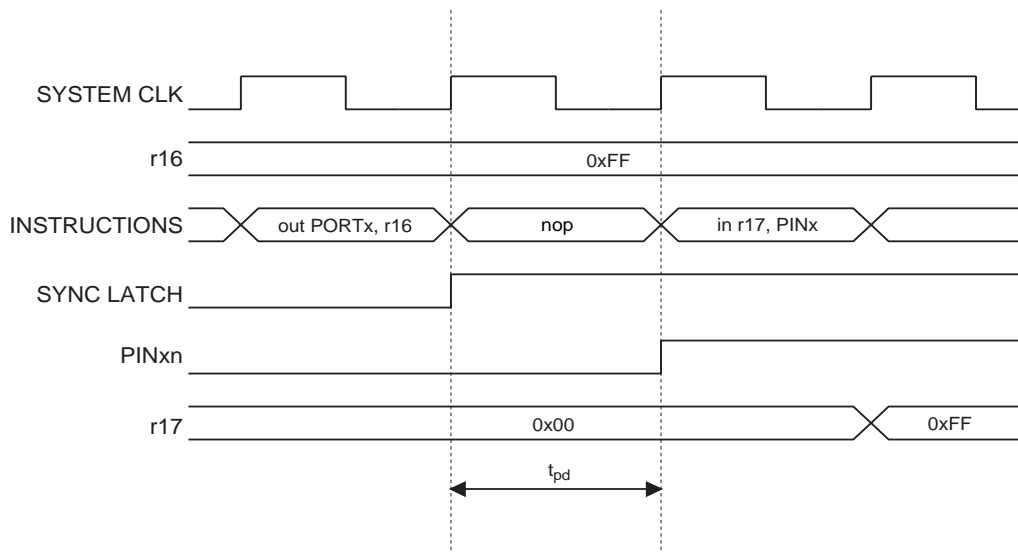 SYSTEM CLK
r16
0xFF
INSTRUCTIONS
out PORTx, r16
nop
in r17, PINx
SYNC LATCH
PINxn
r17
0x00
0xFF
tpd